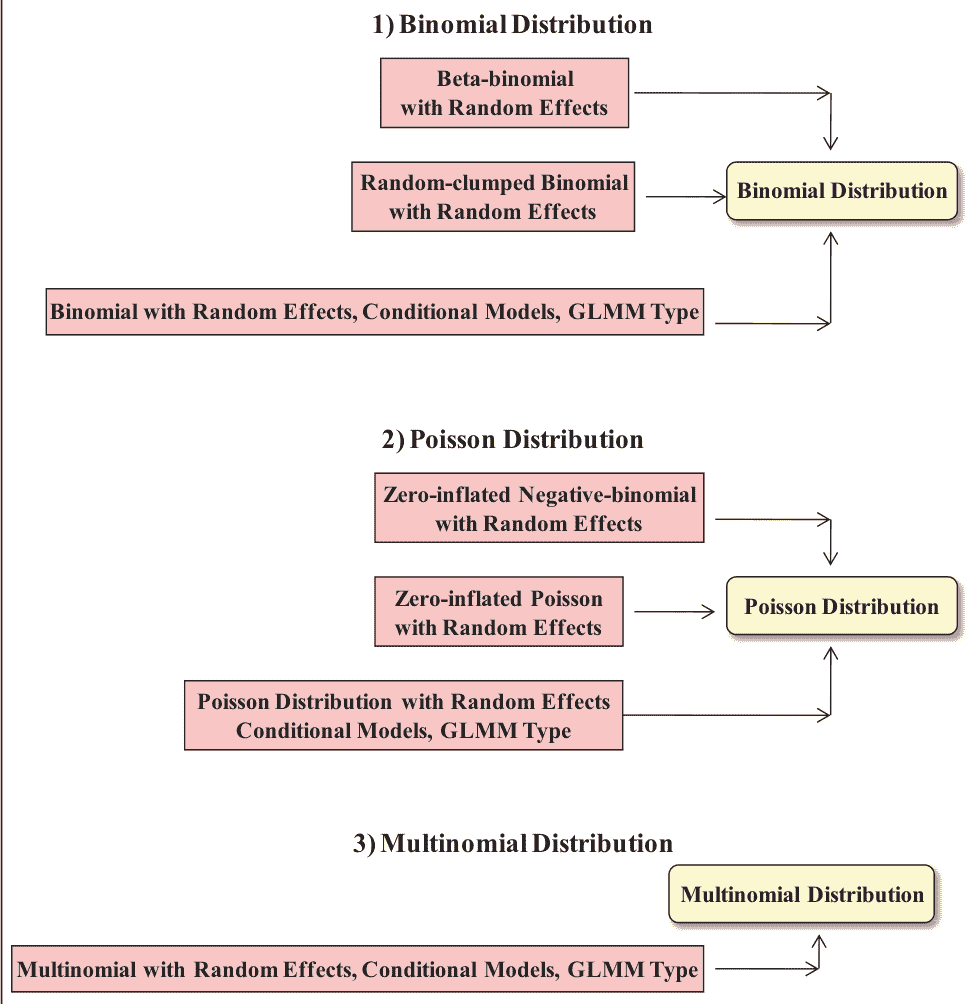 1) Binomial Distribution
Beta-binomial
with Random Effects
Random-clumped Binomial
with Random Effects
Binomial Distribution
Binomial with Random Effects, Conditional Models, GLMM Type
2) Poisson Distribution
Zero-inflated Negative-binomial
with Random Effects
Zero-inflated Poisson
with Random Effects
Poisson Distribution
Poisson Distribution with Random Effects
Conditional Models, GLMM Type
3) Multinomial Distribution
Multinomial Distribution
Multinomial with Random Effects, Conditional Models, GLMM Type